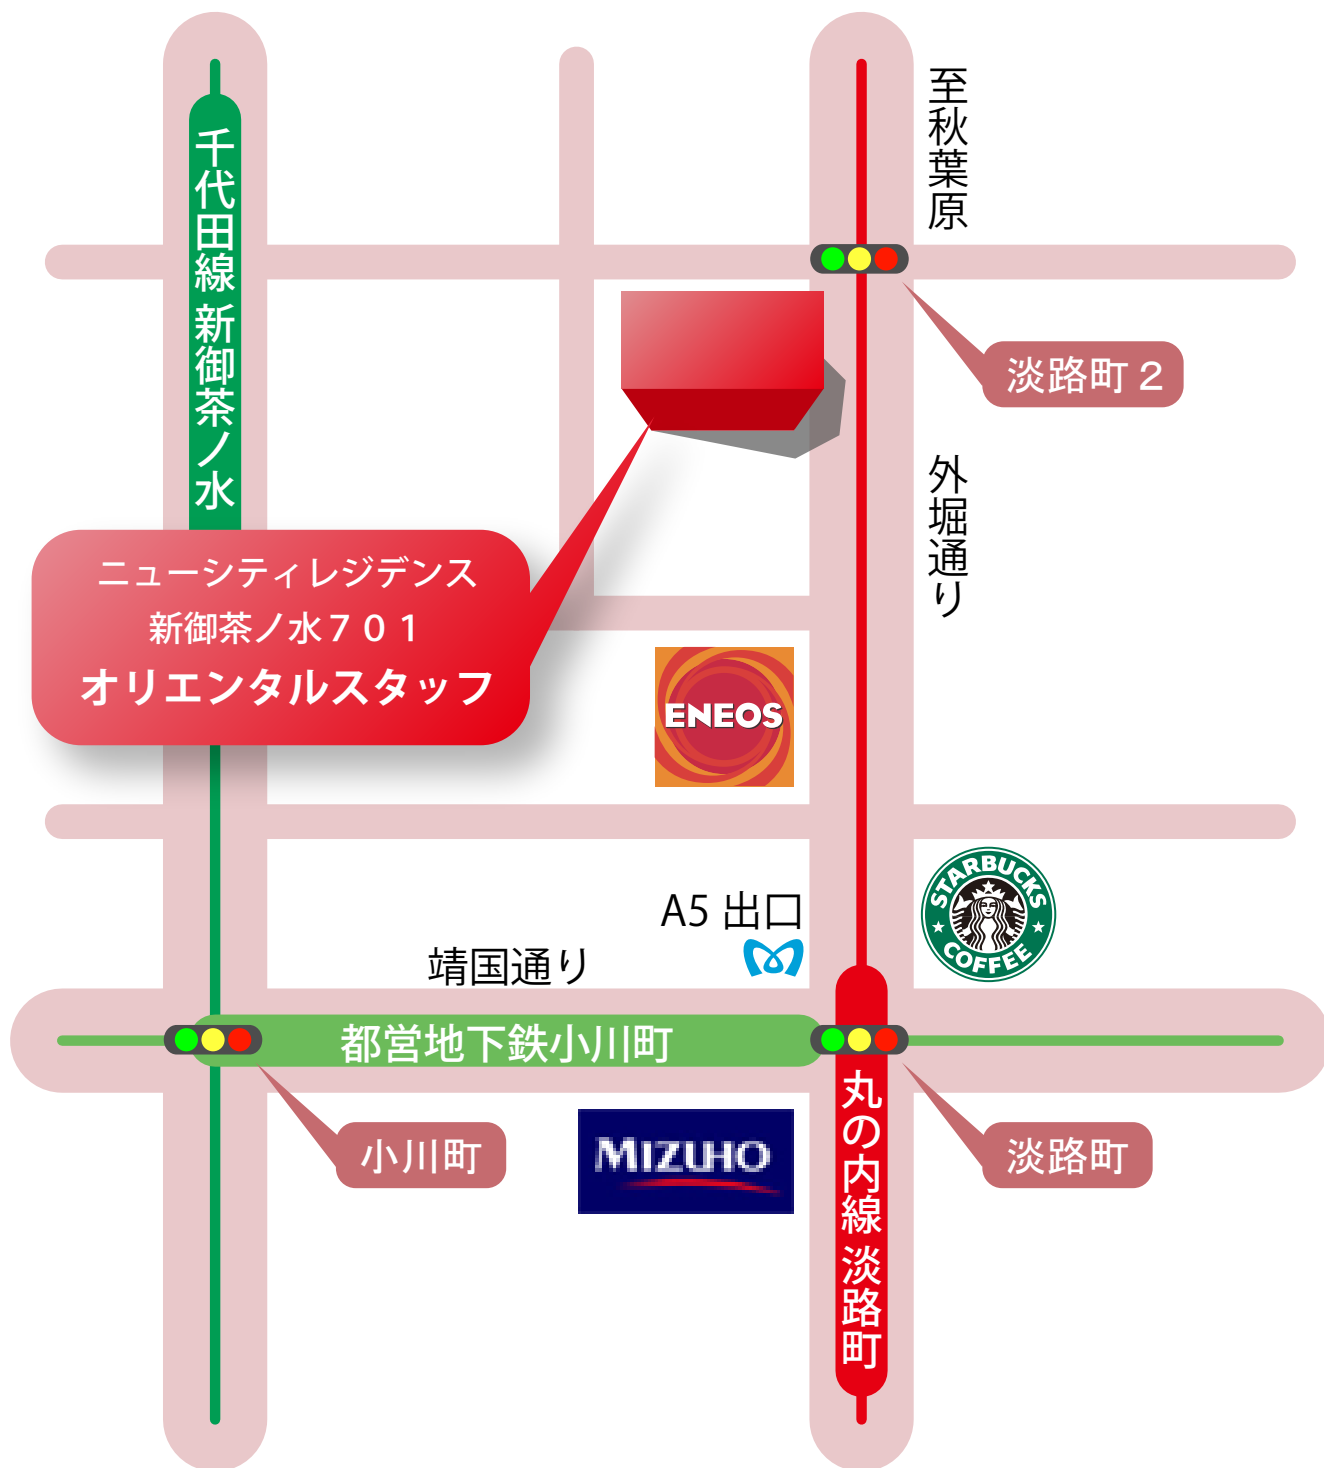 至秋葉原
千代田線 新御茶ノ水
淡路町２
外堀通り
ニューシティレジデンス
新御茶ノ水７０１
オリエンタルスタッフ
ENEOS
STARBUCKS
COFFEE
A5 出口
靖国通り
都営地下鉄小川町
丸の内線 淡路町
小川町
MIZUHO
淡路町